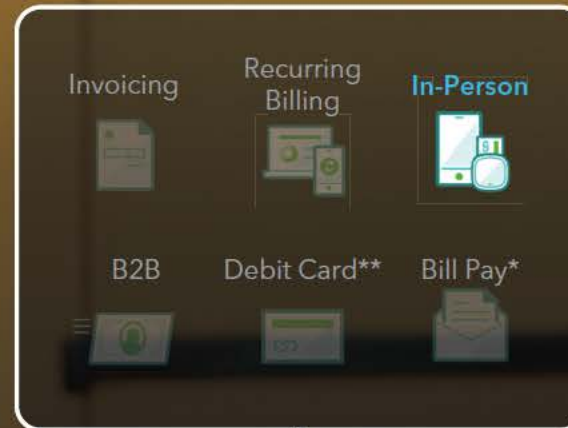 Invoicing
Recurring
Billing
In-Person
B2B
Debit Card**
Bill Pay*